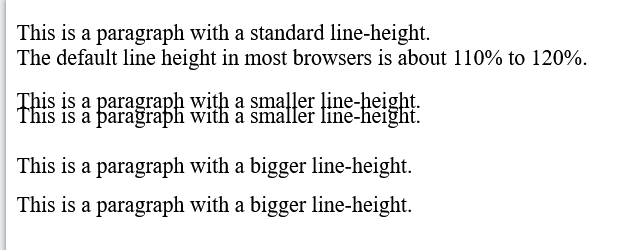 This is a paragraph with a standard line-height.
The default line height in most browsers is about 110% to 120%.
This is a paragraph with a smaller line-height.
This is a paragraph with a smaller line-height.
This is a paragraph with a bigger line-height.
This is a paragraph with a bigger line-height.